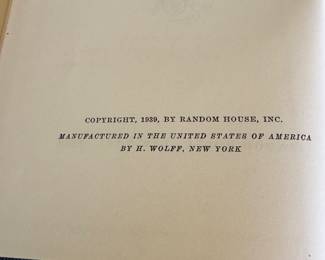 COPYRIGHT, 1939, BY RANDOM HOUSE, INC.
MANUFACTURED IN THE UNITED STATES OF AMERICA
BY H. WOLFF, NEW YORK